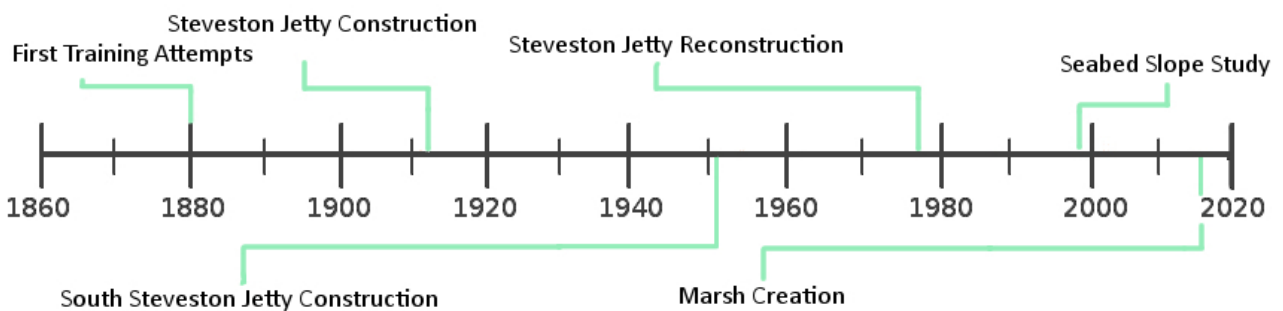 Steveston Jetty Construction
First Training Attempts
Steveston Jetty Reconstruction
Seabed Slope Study
1860 1880 1900 1920 1940 1960 1980 2000 2020
South Steveston Jetty Construction
Marsh Creation